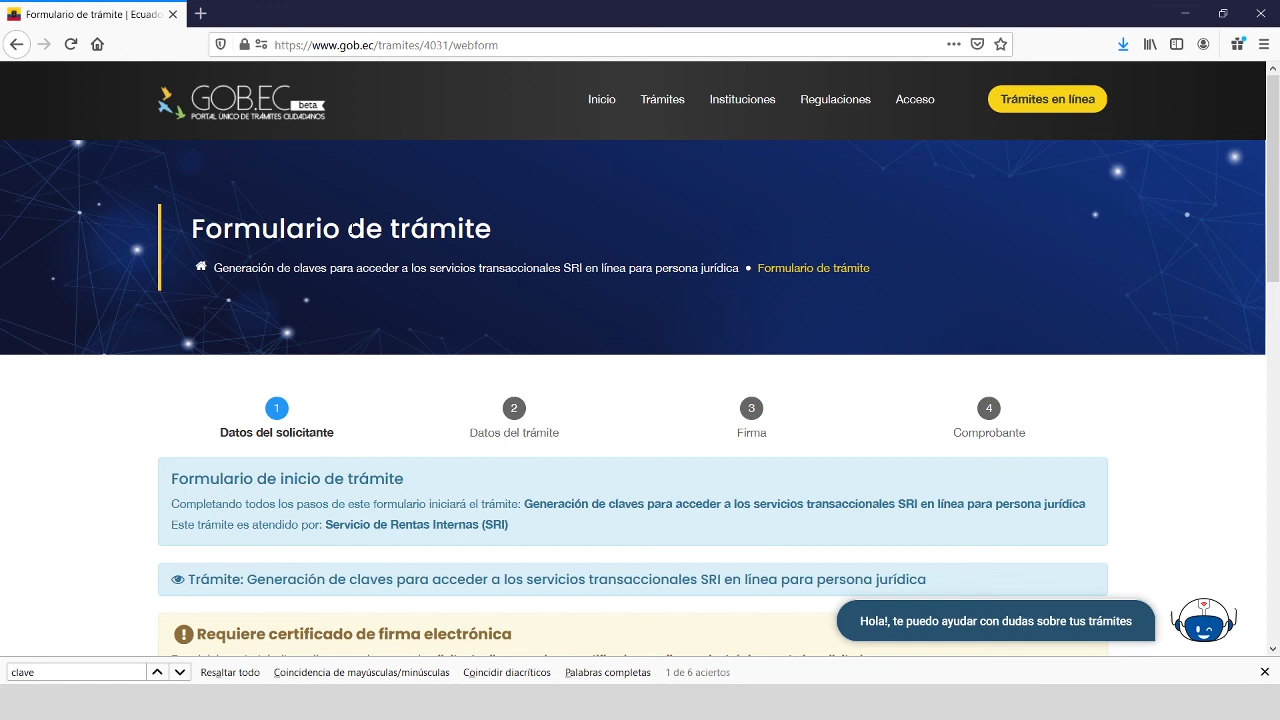 Formulario de trámite | Ecuado
https://www.gob.ec/tramites/4031/webform
GOB.EC beta
PORTAL ÚNICO DE TRÁMITES CIUDADANOS
Inicio
Trámites
Instituciones
Regulaciones
Acceso
Trámites en línea
Formulario de trámite
Generación de claves para acceder a los servicios transaccionales SRI en línea para persona jurídica • Formulario de trámite
1
2
3
4
Datos del solicitante
Datos del trámite
Firma
Comprobante
Formulario de inicio de trámite
Completando todos los pasos de este formulario iniciará el trámite: Generación de claves para acceder a los servicios transaccionales SRI en línea para persona jurídica
Este trámite es atendido por: Servicio de Rentas Internas (SRI)
Trámite: Generación de claves para acceder a los servicios transaccionales SRI en línea para persona jurídica
Requiere certificado de firma electrónica
Hola!, te puedo ayudar con dudas sobre tus trámites
clave
Resaltar todo
Coincidencia de mayúsculas/minúsculas
Coincidir diacríticos
Palabras completas
1 de 6 aciertos